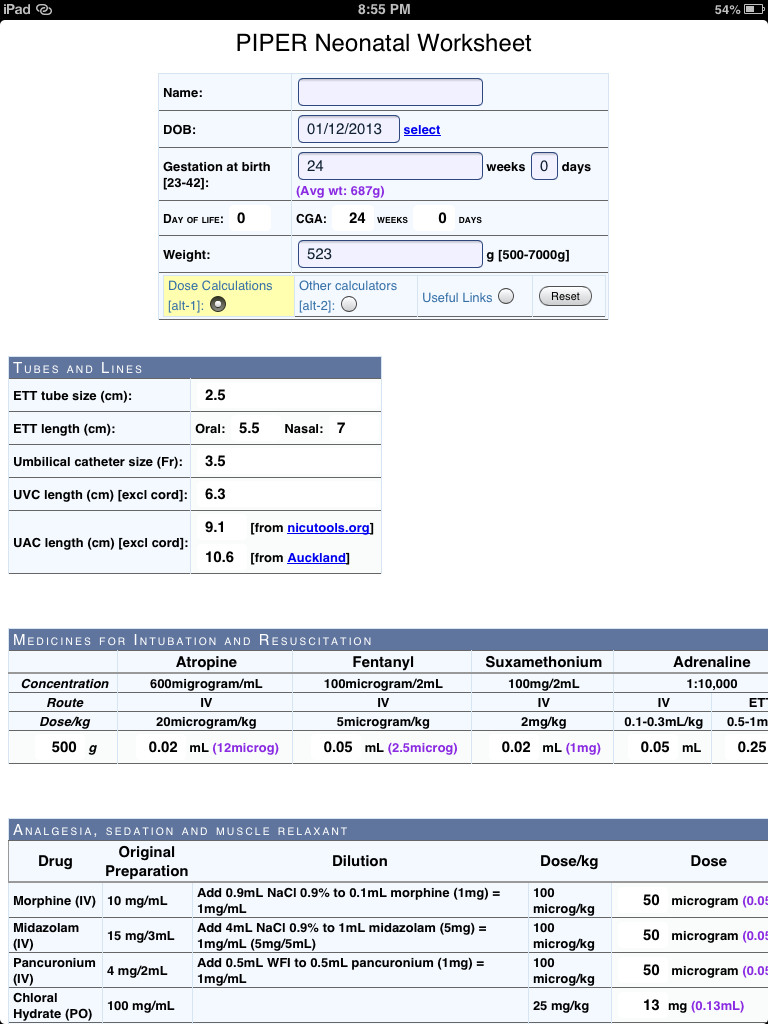 iPad 8:55 PM 54%
PIPER Neonatal Worksheet
Name:
DOB: 01/12/2013 select
Gestation at birth [23-42]: 24 weeks 0 days
(Avg wt: 687g)
Day of life: 0 CGA: 24 weeks 0 days
Weight: 523 g [500-7000g]
Dose Calculations [alt-1]: Other calculators [alt-2]: Useful Links Reset
Tubes and Lines
ETT tube size (cm): 2.5
ETT length (cm): Oral: 5.5 Nasal: 7
Umbilical catheter size (Fr): 3.5
UVC length (cm) [excl cord]: 6.3
UAC length (cm) [excl cord]: 9.1 [from nicutools.org]
10.6 [from Auckland]
Medicines for Intubation and Resuscitation
Atropine Fentanyl Suxamethonium Adrenaline
Concentration 600migrogram/mL 100microgram/2mL 100mg/2mL 1:10,000
Route IV IV IV IV ET
Dose/kg 20microgram/kg 5microgram/kg 2mg/kg 0.1-0.3mL/kg 0.5-1m
500 g 0.02 mL (12microg) 0.05 mL (2.5microg) 0.02 mL (1mg) 0.05 mL 0.25
Analgesia, sedation and muscle relaxant
Drug Original Preparation Dilution Dose/kg Dose
Morphine (IV) 10 mg/mL Add 0.9mL NaCl 0.9% to 0.1mL morphine (1mg) = 1mg/mL 100 microg/kg 50 microgram (0.05
Midazolam (IV) 15 mg/3mL Add 4mL NaCl 0.9% to 1mL midazolam (5mg) = 1mg/mL (5mg/5mL) 100 microg/kg 50 microgram (0.05
Pancuronium (IV) 4 mg/2mL Add 0.5mL WFI to 0.5mL pancuronium (1mg) = 1mg/mL 100 microg/kg 50 microgram (0.05
Chloral Hydrate (PO) 100 mg/mL 25 mg/kg 13 mg (0.13mL)